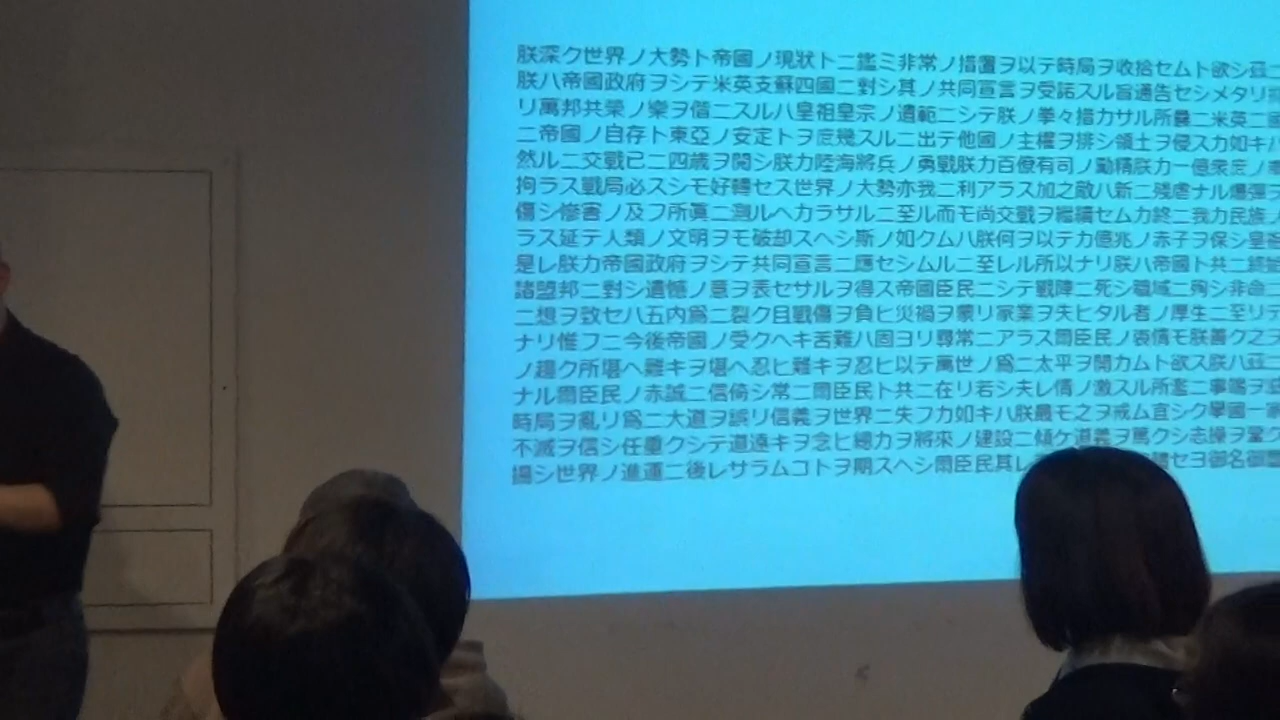 朕深ク世界ノ大勢ト帝國ノ現狀トニ鑑ミ非常ノ措置ヲ以テ時局ヲ收拾セムト欲シ茲ニ
朕ハ帝國政府ヲシテ米英支蘇四國ニ對シ其ノ共同宣言ヲ受諾スル旨通告セシメタリ
リ萬邦共榮ノ樂ヲ偕ニスルハ皇祖皇宗ノ遺範ニシテ朕ノ拳々措カサル所曩ニ米英二國
ニ帝國ノ自存ト東亞ノ安定トヲ庶幾スルニ出テ他國ノ主權ヲ排シ領土ヲ侵スカ如キハ
然ルニ交戰已ニ四歲ヲ閱シ朕カ陸海將兵ノ勇戰朕カ百僚有司ノ勵精朕カ一億衆庶ノ
拘ラス戰局必スシモ好轉セス世界ノ大勢亦我ニ利アラス加之敵ハ新ニ殘虐ナル爆彈ヲ
傷シ慘害ノ及フ所眞ニ測ルヘカラサルニ至ル而モ尚交戰ヲ繼續セムカ終ニ我カ民族ノ
ラス延テ人類ノ文明ヲモ破却スヘシ斯ノ如クムハ朕何ヲ以テカ億兆ノ赤子ヲ保シ皇祖
是レ朕カ帝國政府ヲシテ共同宣言ニ應セシムルニ至レル所以ナリ朕ハ帝國ト共ニ終始
諸盟邦ニ對シ遺憾ノ意ヲ表セサルヲ得ス帝國臣民ニシテ戰陣ニ死シ職域ニ殉シ非命ニ
ニ想ヲ致セハ五内爲ニ裂ク且戰傷ヲ負ヒ災禍ヲ蒙リ家業ヲ失ヒタル者ノ厚生ニ至リテ
ナリ惟フニ今後帝國ノ受クヘキ苦難ハ固ヨリ尋常ニアラス爾臣民ノ衷情モ朕善ク之
ノ趨ク所堪ヘ難キヲ堪ヘ忍ヒ難キヲ忍ヒ以テ萬世ノ爲ニ太平ヲ開カムト欲ス朕ハ茲ニ
ナル爾臣民ノ赤誠ニ信倚シ常ニ爾臣民ト共ニ在リ若シ夫レ情ノ激スル所濫ニ事端ヲ
時局ヲ亂リ爲ニ大道ヲ誤リ信義ヲ世界ニ失フカ如キハ朕最モ之ヲ戒ム宜シク擧國一家
不滅ヲ信シ任重クシテ道遠キヲ念ヒ總力ヲ將來ノ建設ニ傾ケ道義ヲ篤クシ志操ヲ鞏ク
揚シ世界ノ進運ニ後レサラムコトヲ期スヘシ爾臣民其レ セヨ御名御璽